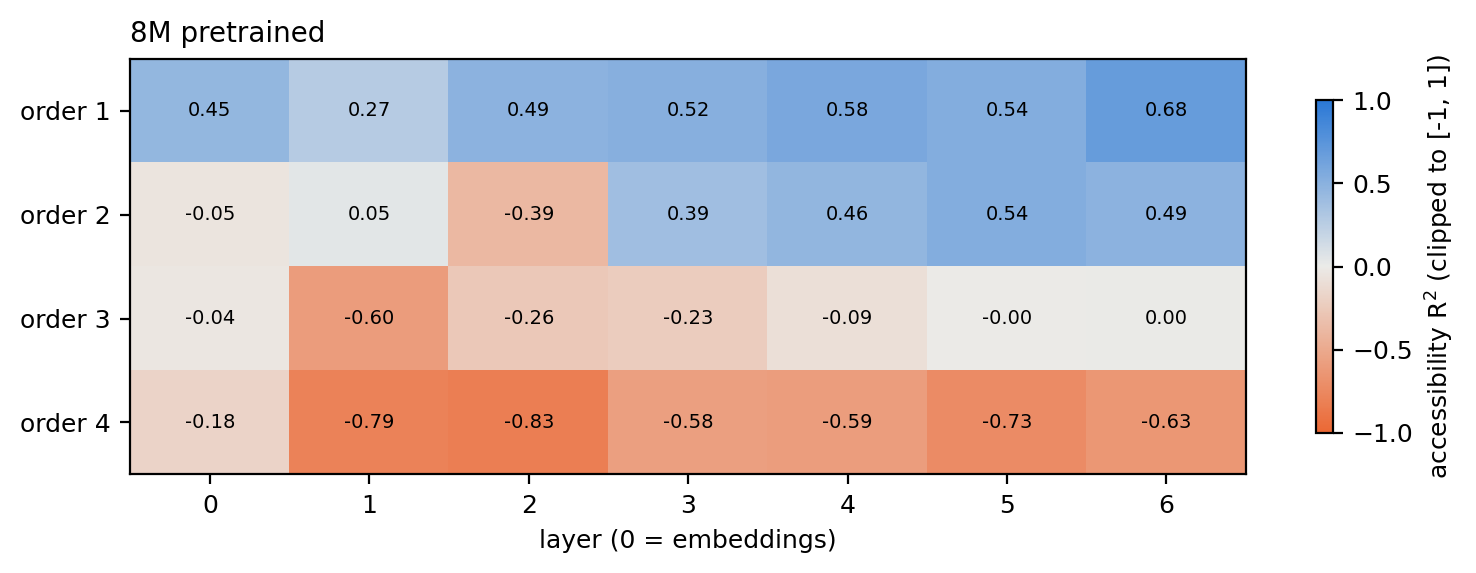 8M pretrained
order 1 0.45 0.27 0.49 0.52 0.58 0.54 0.68
order 2 -0.05 0.05 -0.39 0.39 0.46 0.54 0.49
order 3 -0.04 -0.60 -0.26 -0.23 -0.09 -0.00 0.00
order 4 -0.18 -0.79 -0.83 -0.58 -0.59 -0.73 -0.63
0 1 2 3 4 5 6
layer (0 = embeddings)
1.0
0.5
0.0
−0.5
−1.0
accessibility R² (clipped to [-1, 1])